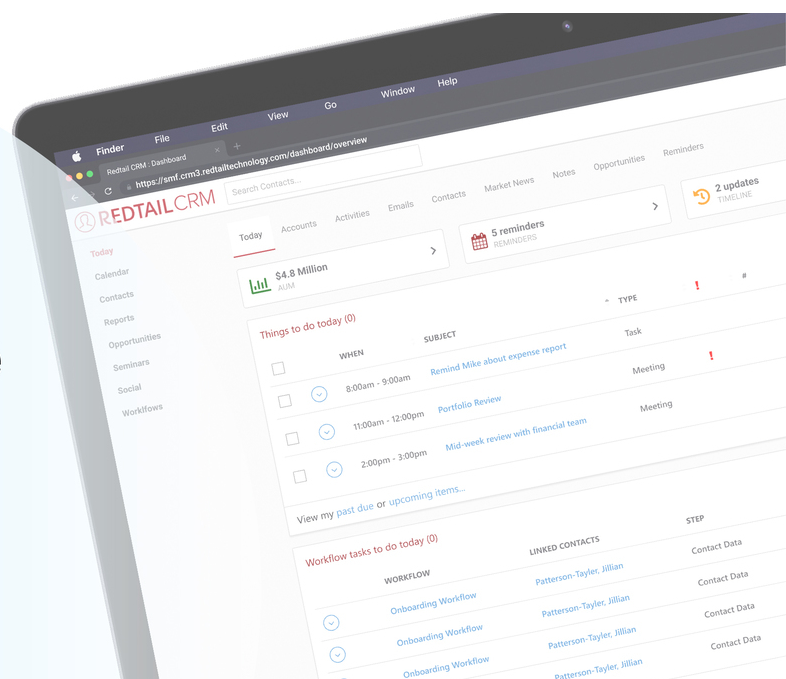 Finder File Edit View Go Window Help
Redtail CRM : Dashboard
https://smf.crm3.redtailtechnology.com/dashboard/overview
REDTAILCRM
Search Contacts...
Today
Calendar
Contacts
Reports
Opportunities
Seminars
Social
Workflows
Today Accounts Activities Emails Contacts Market News Notes Opportunities Reminders
$4.8 Million
AUM
5 reminders
REMINDERS
2 updates
TIMELINE
Things to do today (0)
WHEN SUBJECT TYPE ! #
8:00am - 9:00am Remind Mike about expense report Task
11:00am - 12:00pm Portfolio Review Meeting !
2:00pm - 3:00pm Mid-week review with financial team Meeting
View my past due or upcoming items...
Workflow tasks to do today (0)
WORKFLOW LINKED CONTACTS STEP
Onboarding Workflow Patterson-Tayler, Jillian Contact Data
Onboarding Workflow Patterson-Tayler, Jillian Contact Data
Onboarding Workflow Patterson-Tayler, Jillian Contact Data
Patterson-Tayler, Jillian Contact Data